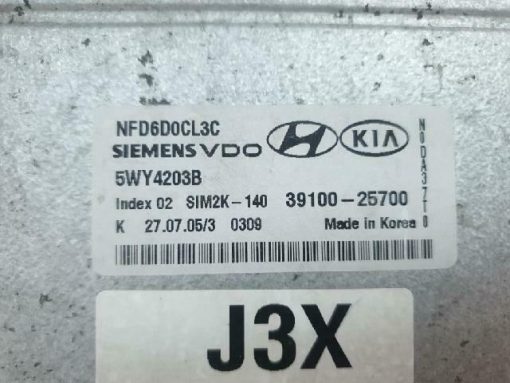 NFD6D0CL3C
SIEMENS VDO KIA
5WY4203B
Index 02 SIM2K-140 39100-25700
K 27.07.05/3 0309 Made in Korea
N0DA3710
J3X